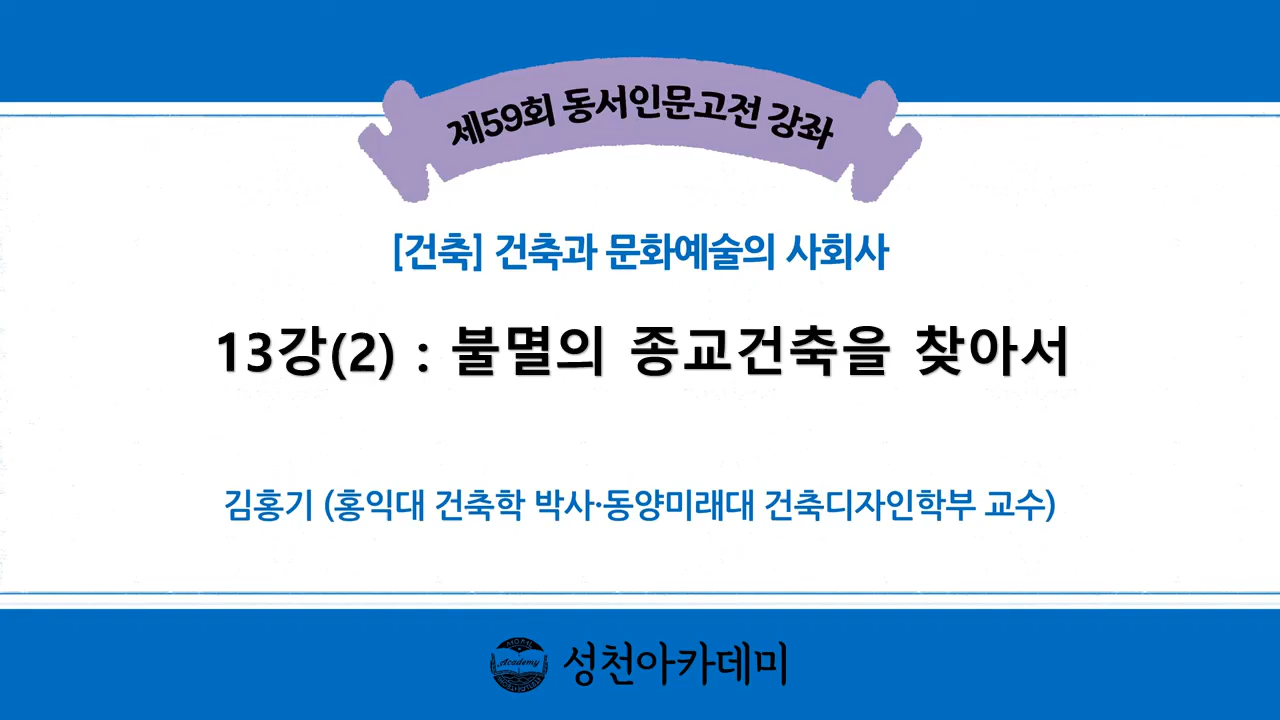 제59회 동서인문고전 강좌
[건축] 건축과 문화예술의 사회사
13강(2) : 불멸의 종교건축을 찾아서
김홍기 (홍익대 건축학 박사·동양미래대 건축디자인학부 교수)
Academy
성천아카데미